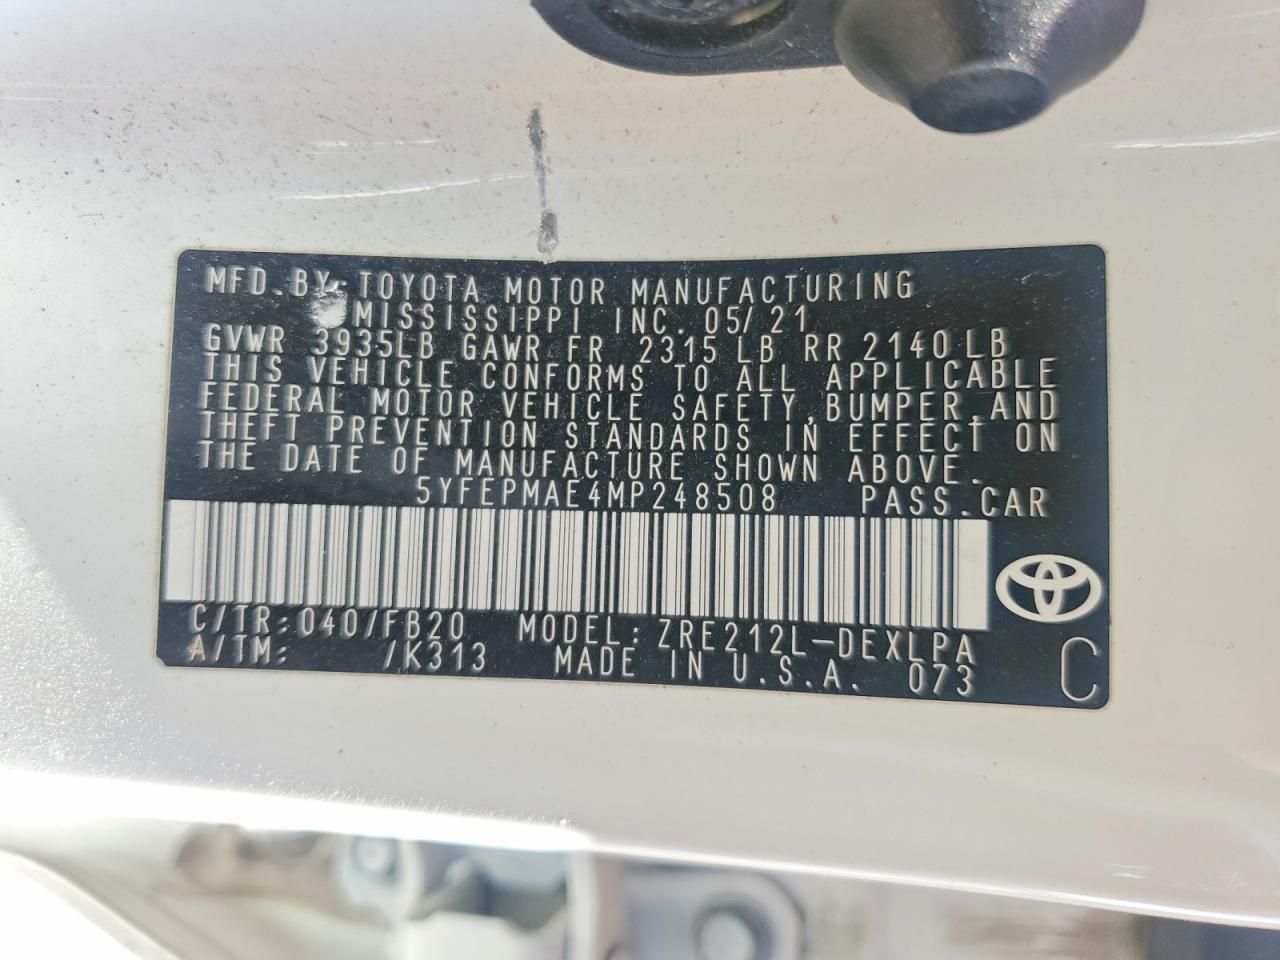 MFD. BY: TOYOTA MOTOR MANUFACTURING
MISSISSIPPI INC. 05/21
GVWR 3935LB GAWR FR 2315 LB RR 2140 LB
THIS VEHICLE CONFORMS TO ALL APPLICABLE
FEDERAL MOTOR VEHICLE SAFETY, BUMPER, AND
THEFT PREVENTION STANDARDS IN EFFECT ON
THE DATE OF MANUFACTURE SHOWN ABOVE.
5YFEPMAE4MP248508 PASS. CAR
C/TR: 040/FB20 MODEL: ZRE212L-DEXLPA
A/TM: /K313 MADE IN U.S.A. 073 C